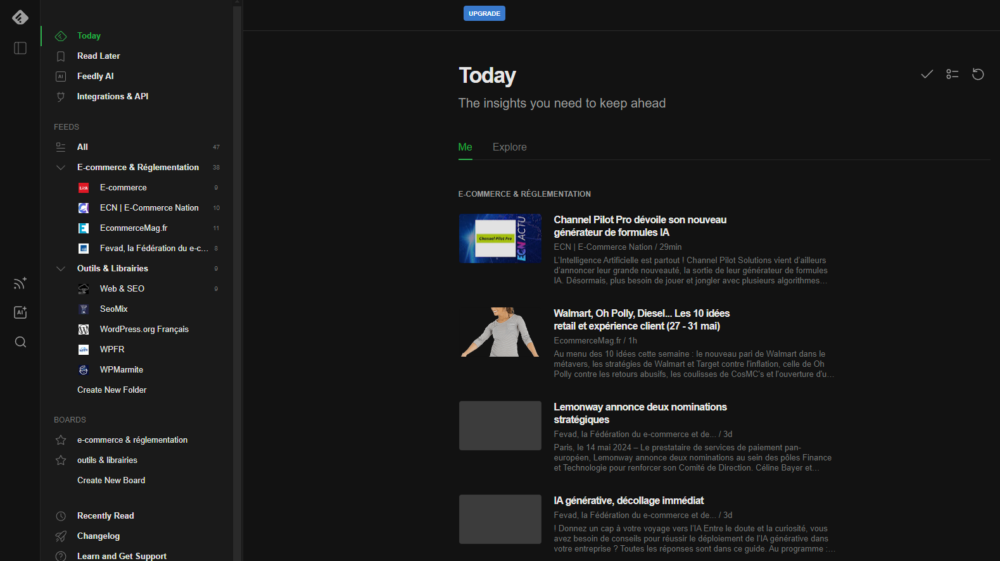 UPGRADE
Today
Read Later
AI
Feedly AI
Integrations & API
FEEDS
All 47
E-commerce & Réglementation 38
LSA E-commerce 9
ECN | E-Commerce Nation 10
E EcommerceMag.fr 11
Fevad, la Fédération du e-c... 8
Outils & Librairies 9
Web & SEO 9
SeoMix
WordPress.org Français
WPFR
WPMarmite
Create New Folder
BOARDS
e-commerce & réglementation
outils & librairies
Create New Board
Recently Read
Changelog
Learn and Get Support
AI
Today
The insights you need to keep ahead
Me Explore
E-COMMERCE & RÉGLEMENTATION
Channel Pilot Pro
ECN ACTU
Channel Pilot Pro dévoile son nouveau
générateur de formules IA
ECN | E-Commerce Nation / 29min
L'Intelligence Artificielle est partout ! Channel Pilot Solutions vient d'ailleurs
d'annoncer leur grande nouveauté, la sortie de leur générateur de formules
IA. Désormais, plus besoin de jouer et jongler avec plusieurs algorithmes...
Walmart, Oh Polly, Diesel... Les 10 idées
retail et expérience client (27 - 31 mai)
EcommerceMag.fr / 1h
Au menu des 10 idées cette semaine : le nouveau pari de Walmart dans le
métavers, les stratégies de Walmart et Target contre l'inflation, celle de Oh
Polly contre les retours abusifs, les coulisses de CosMC's et l'ouverture d'u...
Lemonway annonce deux nominations
stratégiques
Fevad, la Fédération du e-commerce et de... / 3d
Paris, le 14 mai 2024 – Le prestataire de services de paiement pan-
européen, Lemonway annonce deux nominations au sein des pôles Finance
et Technologie pour renforcer son Comité de Direction. Céline Bayer et...
IA générative, décollage immédiat
Fevad, la Fédération du e-commerce et de... / 3d
! Donnez un cap à votre voyage vers l'IA Entre le doute et la curiosité, vous
avez besoin de conseils pour réussir le déploiement de l'IA générative dans
votre entreprise ? Toutes les réponses sont dans ce guide. Au programme :...